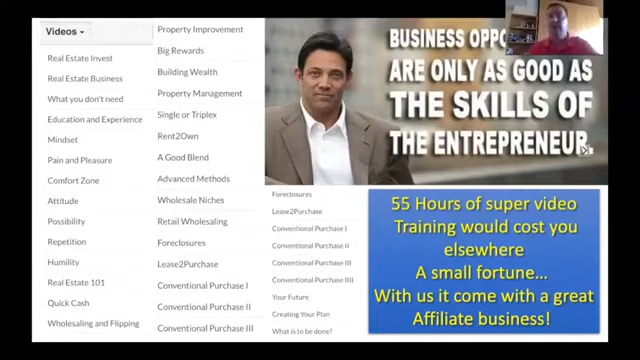 Videos
Real Estate Invest
Real Estate Business
What you don't need
Education and Experience
Mindset
Pain and Pleasure
Comfort Zone
Attitude
Possibility
Repetition
Humility
Real Estate 101
Quick Cash
Wholesaling and Flipping
Property Improvement
Big Rewards
Building Wealth
Property Management
Single or Triplex
Rent2Own
A Good Blend
Advanced Methods
Wholesale Niches
Retail Wholesaling
Foreclosures
Lease2Purchase
Conventional Purchase I
Conventional Purchase II
Conventional Purchase III
Foreclosures
Lease2Purchase
Conventional Purchase I
Conventional Purchase II
Conventional Purchase III
Conventional Purchase IIII
Your Future
Creating Your Plan
What is to be done?
BUSINESS
ARE ONLY AS GOOD AS
THE SKILLS OF
THE ENTREPRENEUR
55 Hours of super video
Training would cost you
elsewhere
A small fortune...
With us it come with a great
Affiliate business!